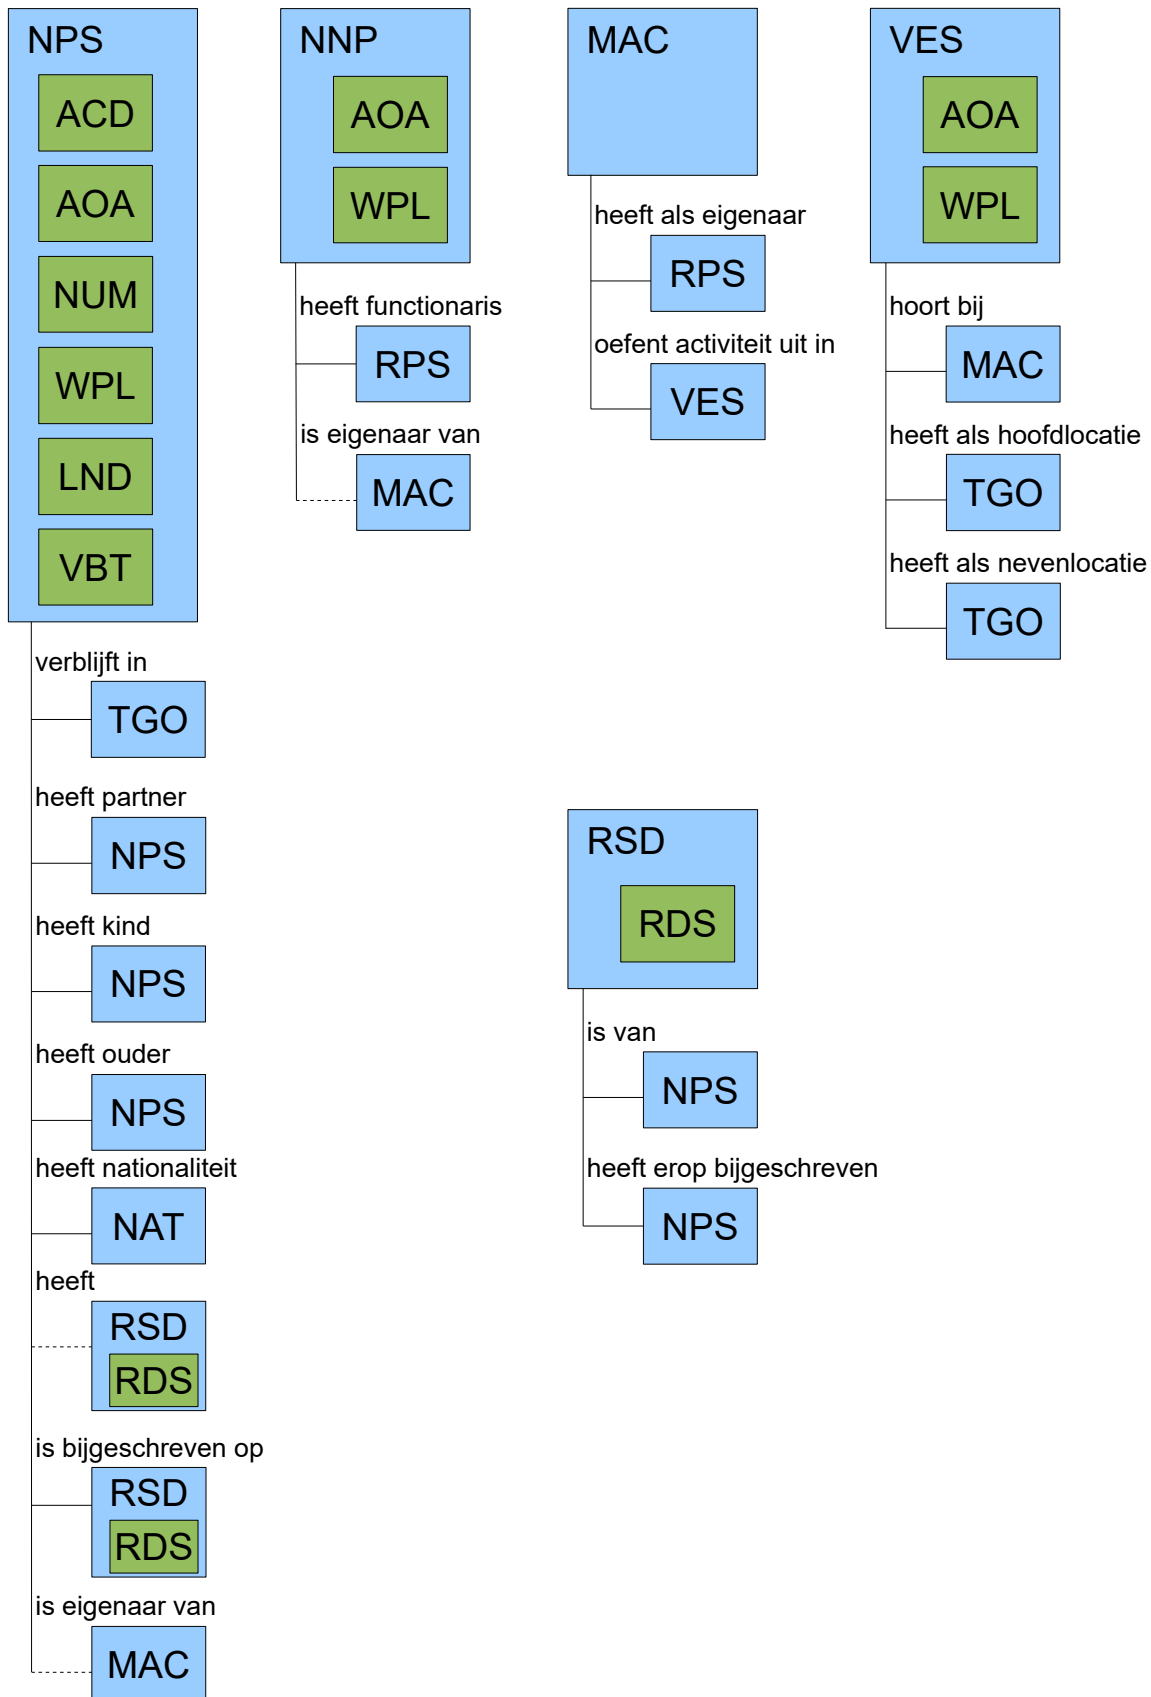 NPS
ACD
AOA
NUM
WPL
LND
VBT
verblijft in
TGO
heeft partner
NPS
heeft kind
NPS
heeft ouder
NPS
heeft nationaliteit
NAT
heeft
RSD
RDS
is bijgeschreven op
RSD
RDS
is eigenaar van
MAC
NNP
AOA
WPL
heeft functionaris
RPS
is eigenaar van
MAC
MAC
heeft als eigenaar
RPS
oefent activiteit uit in
VES
VES
AOA
WPL
hoort bij
MAC
heeft als hoofdlocatie
TGO
heeft als nevenlocatie
TGO
RSD
RDS
is van
NPS
heeft erop bijgeschreven
NPS